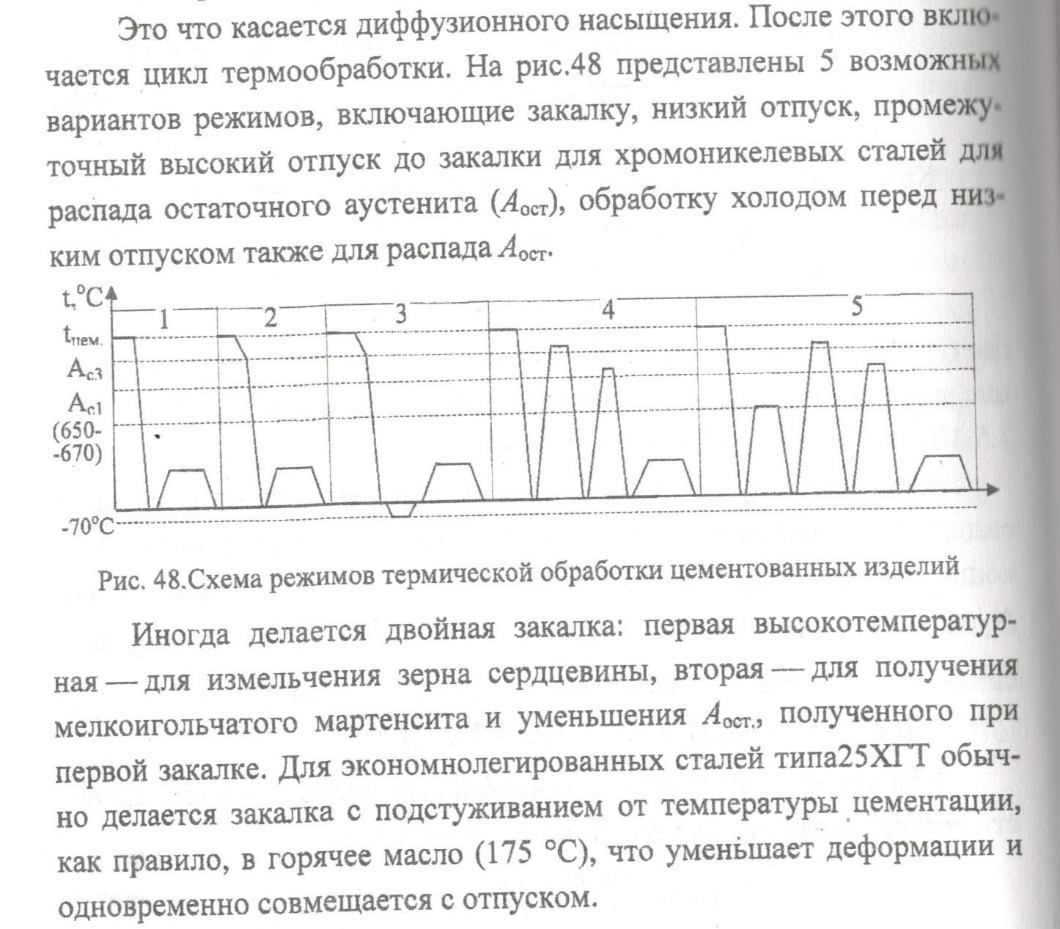 Это что касается диффузионного насыщения. После этого вклю-
чается цикл термообработки. На рис.48 представлены 5 возможных
вариантов режимов, включающие закалку, низкий отпуск, промежу-
точный высокий отпуск до закалки для хромоникелевых сталей для
распада остаточного аустенита (Аост), обработку холодом перед низ-
ким отпуском также для распада Аост.
t,°C
1 2 3 4 5
tцем.
Ас3
Ас1
(650-
-670)
-70°C
Рис. 48.Схема режимов термической обработки цементованных изделий
Иногда делается двойная закалка: первая высокотемператур-
ная — для измельчения зерна сердцевины, вторая — для получения
мелкоигольчатого мартенсита и уменьшения Аост., полученного при
первой закалке. Для экономнолегированных сталей типа25ХГТ обыч-
но делается закалка с подстуживанием от температуры цементации,
как правило, в горячее масло (175 °С), что уменьшает деформации и
одновременно совмещается с отпуском.